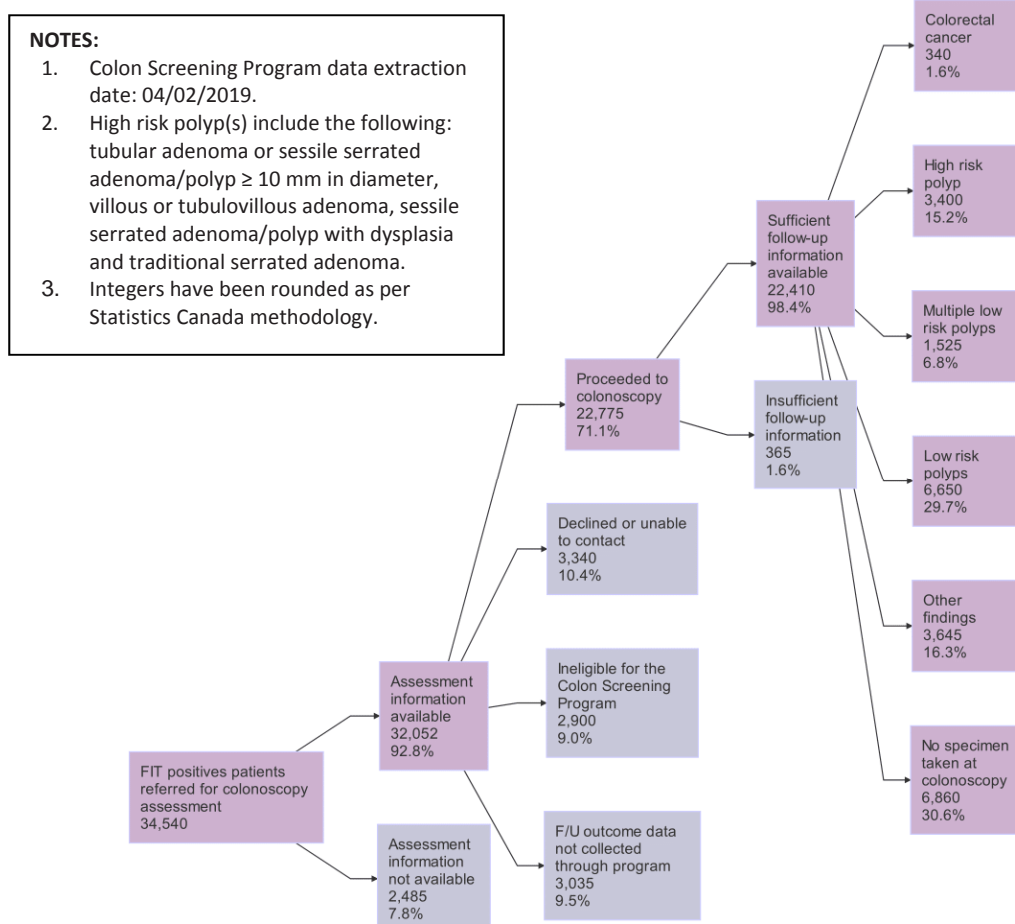 NOTES:
1. Colon Screening Program data extraction
date: 04/02/2019.
2. High risk polyp(s) include the following:
tubular adenoma or sessile serrated
adenoma/polyp ≥ 10 mm in diameter,
villous or tubulovillous adenoma, sessile
serrated adenoma/polyp with dysplasia
and traditional serrated adenoma.
3. Integers have been rounded as per
Statistics Canada methodology.
FIT positives patients
referred for colonoscopy
assessment
34,540
Assessment
information
available
32,052
92.8%
Assessment
information
not available
2,485
7.8%
Proceeded to
colonoscopy
22,775
71.1%
Declined or unable
to contact
3,340
10.4%
Ineligible for the
Colon Screening
Program
2,900
9.0%
F/U outcome data
not collected
through program
3,035
9.5%
Sufficient
follow-up
information
available
22,410
98.4%
Insufficient
follow-up
information
365
1.6%
Colorectal
cancer
340
1.6%
High risk
polyp
3,400
15.2%
Multiple low
risk polyps
1,525
6.8%
Low risk
polyps
6,650
29.7%
Other
findings
3,645
16.3%
No specimen
taken at
colonoscopy
6,860
30.6%